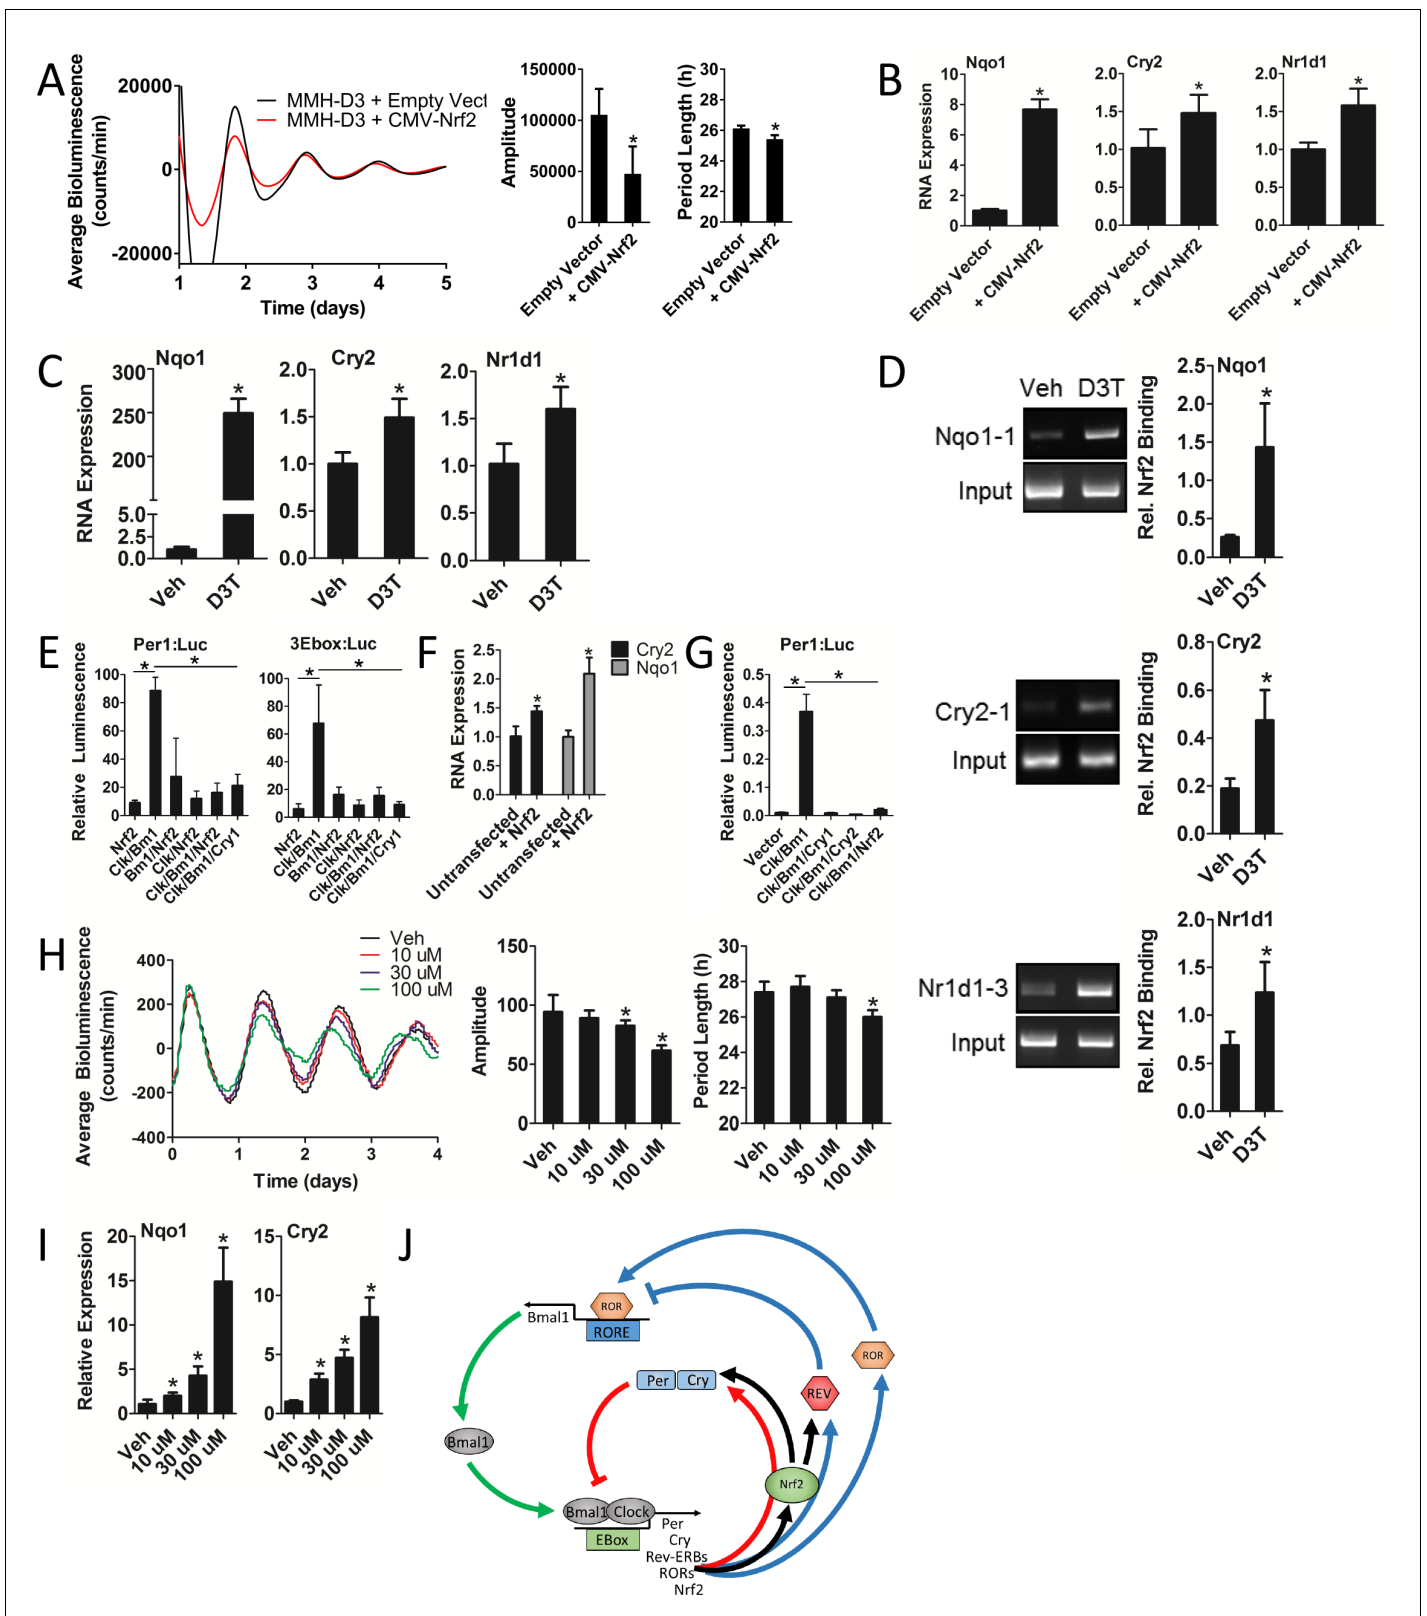 A
Average Bioluminescence
(counts/min)
20000
0
-20000
1
2
3
4
5
Time (days)
MMH-D3 + Empty Vect
MMH-D3 + CMV-Nrf2
Amplitude
150000
100000
50000
0
*
Empty Vector
+ CMV-Nrf2
Period Length (h)
30
28
26
24
22
20
*
Empty Vector
+ CMV-Nrf2
B
RNA Expression
Nqo1
10
8
6
4
2
0
*
Empty Vector
+ CMV-Nrf2
Cry2
2.0
1.5
1.0
0.5
0.0
*
Empty Vector
+ CMV-Nrf2
Nr1d1
2.0
1.5
1.0
0.5
0.0
*
Empty Vector
+ CMV-Nrf2
C
RNA Expression
Nqo1
300
250
200
5.0
2.5
0.0
*
Veh
D3T
Cry2
2.0
1.5
1.0
0.5
0.0
*
Veh
D3T
Nr1d1
2.0
1.5
1.0
0.5
0.0
*
Veh
D3T
D
Veh D3T
Nqo1-1
Input
Rel. Nrf2 Binding
Nqo1
2.5
2.0
1.5
1.0
0.5
0.0
*
Veh
D3T
Cry2-1
Input
Rel. Nrf2 Binding
Cry2
0.8
0.6
0.4
0.2
0.0
*
Veh
D3T
Nr1d1-3
Input
Rel. Nrf2 Binding
Nr1d1
2.0
1.5
1.0
0.5
0.0
*
Veh
D3T
E
Relative Luminescence
Per1:Luc
100
80
60
40
20
0
*
*
Nrf2
Clk/Bm1
Bm1/Nrf2
Clk/Nrf2
Clk/Bm1/Nrf2
Clk/Bm1/Cry1
3Ebox:Luc
100
80
60
40
20
0
*
*
Nrf2
Clk/Bm1
Bm1/Nrf2
Clk/Nrf2
Clk/Bm1/Nrf2
Clk/Bm1/Cry1
F
RNA Expression
2.5
2.0
1.5
1.0
0.5
0.0
*
*
Cry2
Nqo1
Untransfected
+ Nrf2
Untransfected
+ Nrf2
G
Relative Luminescence
Per1:Luc
0.5
0.4
0.3
0.2
0.1
0.0
*
*
Vector
Clk/Bm1
Clk/Bm1/Cry1
Clk/Bm1/Cry2
Clk/Bm1/Nrf2
H
Average Bioluminescence
(counts/min)
400
200
0
-200
-400
0
1
2
3
4
Time (days)
Veh
10 uM
30 uM
100 uM
Amplitude
150
100
50
0
*
*
Veh
10 uM
30 uM
100 uM
Period Length (h)
30
28
26
24
22
20
*
Veh
10 uM
30 uM
100 uM
I
Relative Expression
Nqo1
20
15
10
5
0
*
*
*
Veh
10 uM
30 uM
100 uM
Cry2
15
10
5
0
*
*
*
Veh
10 uM
30 uM
100 uM
J
Bmal1
ROR
RORE
ROR
Per
Cry
REV
Bmal1
Nrf2
Bmal1
Clock
EBox
Per
Cry
Rev-ERBs
RORs
Nrf2